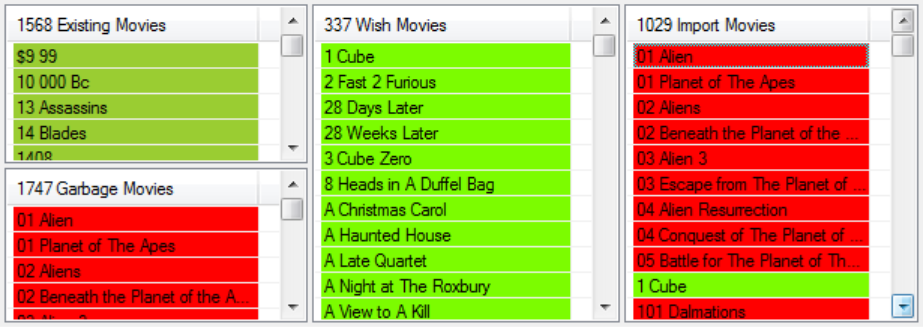 1568 Existing Movies
$9 99
10 000 Bc
13 Assassins
14 Blades
1408
1747 Garbage Movies
01 Alien
01 Planet of The Apes
02 Aliens
02 Beneath the Planet of the A...
03 Alien 3
337 Wish Movies
1 Cube
2 Fast 2 Furious
28 Days Later
28 Weeks Later
3 Cube Zero
8 Heads in A Duffel Bag
A Christmas Carol
A Haunted House
A Late Quartet
A Night at The Roxbury
A View to A Kill
1029 Import Movies
01 Alien
01 Planet of The Apes
02 Aliens
02 Beneath the Planet of the ...
03 Alien 3
03 Escape from The Planet of ...
04 Alien Resurrection
04 Conquest of The Planet of ...
05 Battle for The Planet of Th...
1 Cube
101 Dalmations